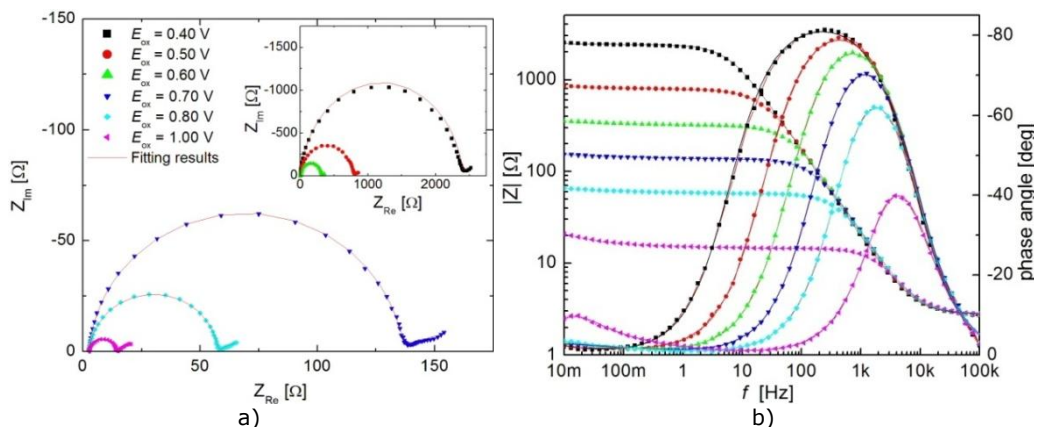 -150
-100
-50
0
Z_Im [Ω]
E_ox = 0.40 V
E_ox = 0.50 V
E_ox = 0.60 V
E_ox = 0.70 V
E_ox = 0.80 V
E_ox = 1.00 V
Fitting results
-1500
-1000
-500
0
Z_Im [Ω]
0 1000 2000
Z_Re [Ω]
0 50 100 150
Z_Re [Ω]
a)
1000
100
10
1
|Z| [Ω]
-80
-60
-40
-20
0
phase angle [deg]
10m 100m 1 10 100 1k 10k 100k
f [Hz]
b)